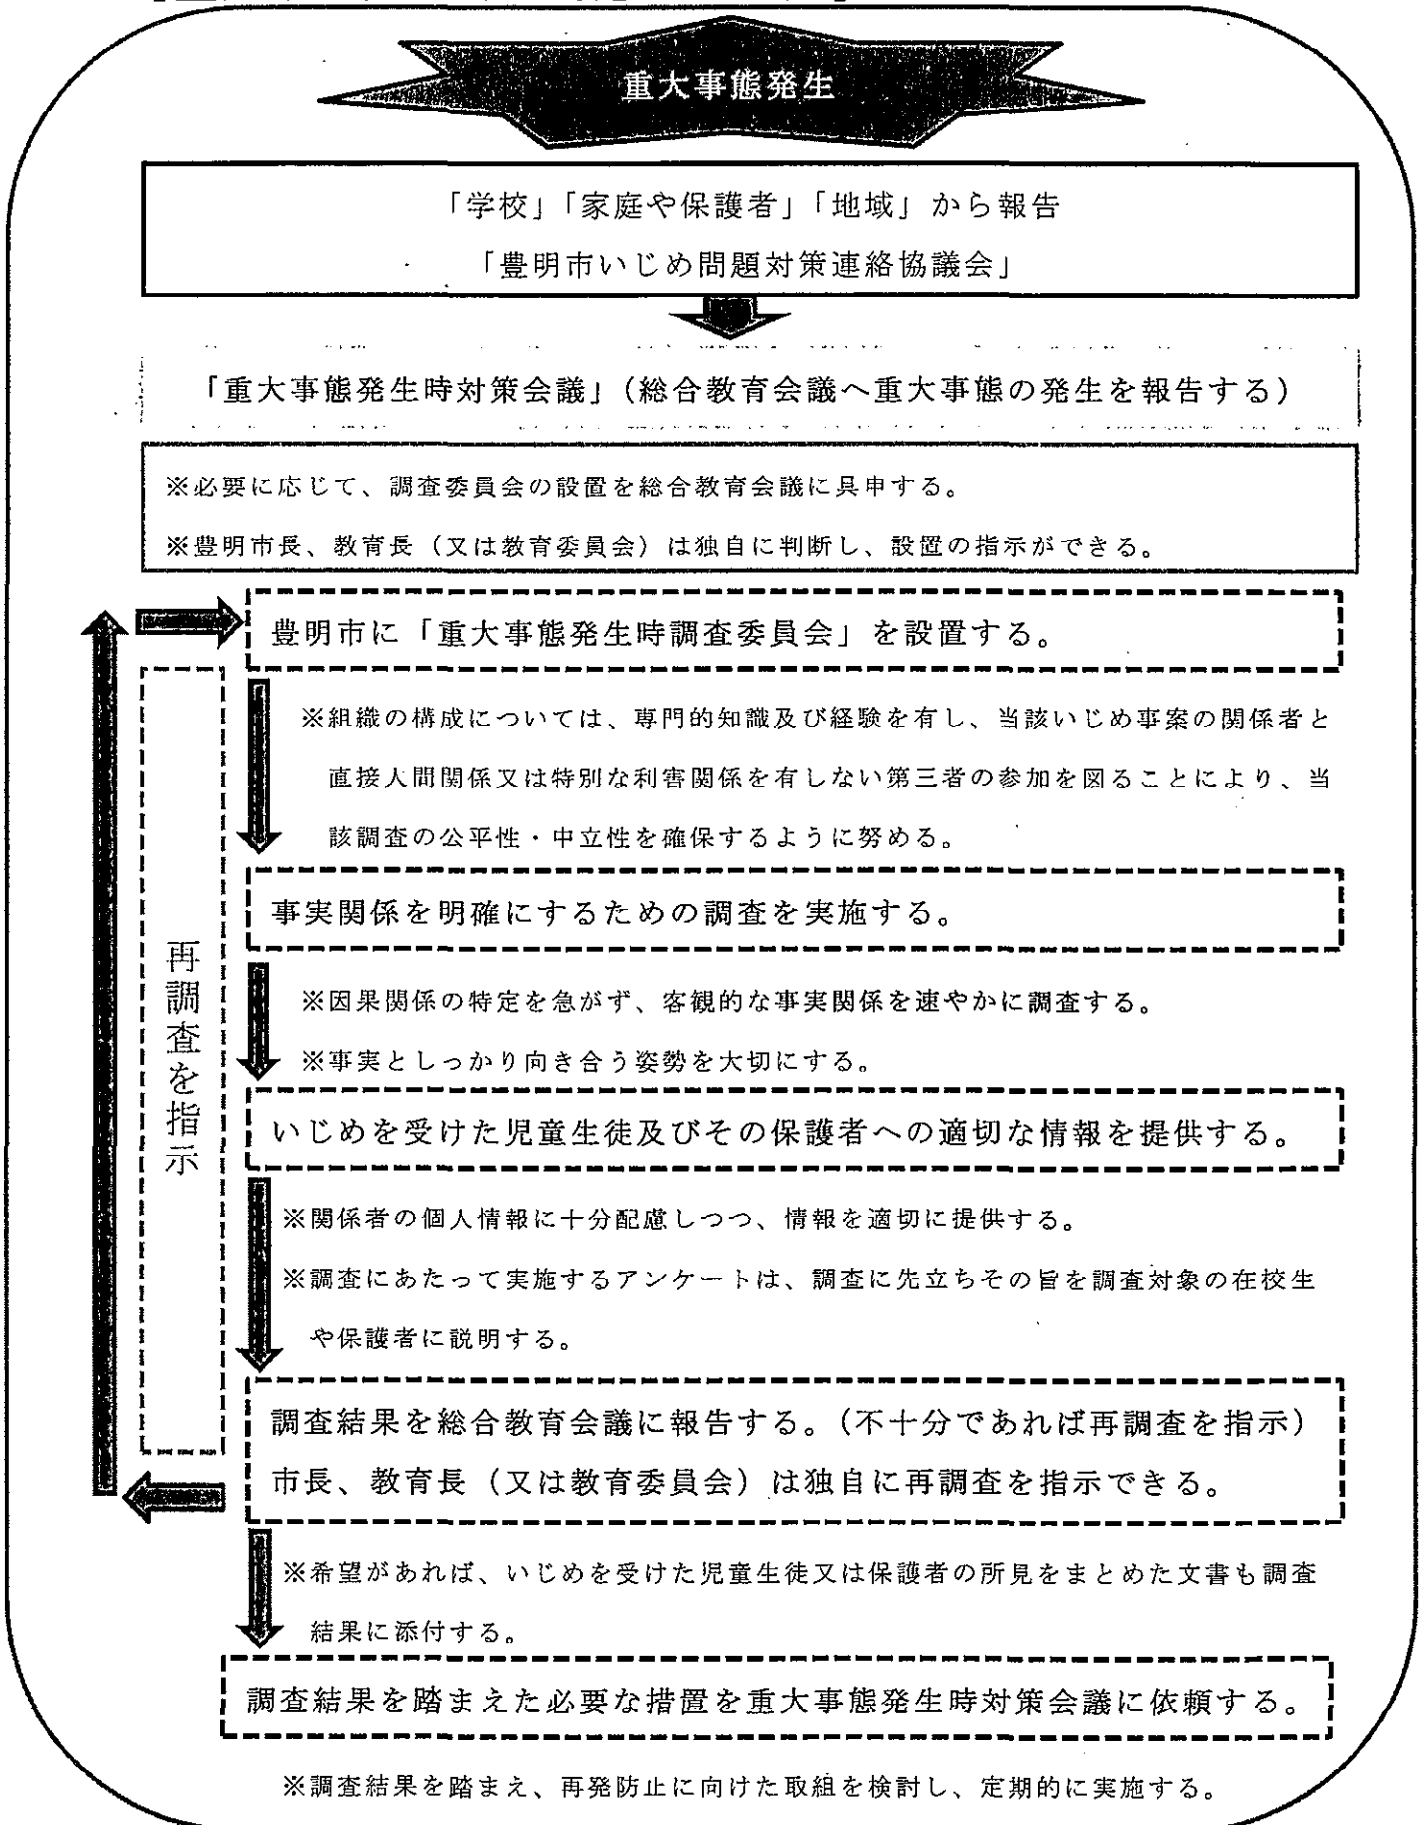 重大事態発生
「学校」「家庭や保護者」「地域」から報告
「豊明市いじめ問題対策連絡協議会」
「重大事態発生時対策会議」（総合教育会議へ重大事態の発生を報告する）
※必要に応じて、調査委員会の設置を総合教育会議に具申する。
※豊明市長、教育長（又は教育委員会）は独自に判断し、設置の指示ができる。
豊明市に「重大事態発生時調査委員会」を設置する。
※組織の構成については、専門的知識及び経験を有し、当該いじめ事案の関係者と
直接人間関係又は特別な利害関係を有しない第三者の参加を図ることにより、当
該調査の公平性・中立性を確保するように努める。
事実関係を明確にするための調査を実施する。
再調査を指示
※因果関係の特定を急がず、客観的な事実関係を速やかに調査する。
※事実としっかり向き合う姿勢を大切にする。
いじめを受けた児童生徒及びその保護者への適切な情報を提供する。
※関係者の個人情報に十分配慮しつつ、情報を適切に提供する。
※調査にあたって実施するアンケートは、調査に先立ちその旨を調査対象の在校生
や保護者に説明する。
調査結果を総合教育会議に報告する。（不十分であれば再調査を指示）
市長、教育長（又は教育委員会）は独自に再調査を指示できる。
※希望があれば、いじめを受けた児童生徒又は保護者の所見をまとめた文書も調査
結果に添付する。
調査結果を踏まえた必要な措置を重大事態発生時対策会議に依頼する。
※調査結果を踏まえ、再発防止に向けた取組を検討し、定期的に実施する。